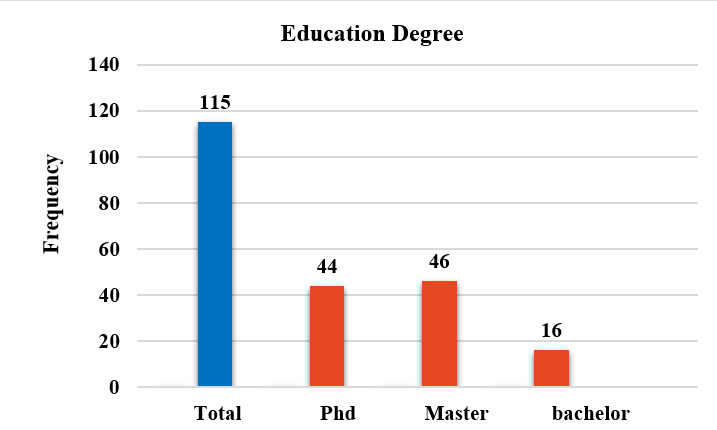 Education Degree
140
120
100
80
60
40
20
0
Frequency
115
44
46
16
Total
Phd
Master
bachelor